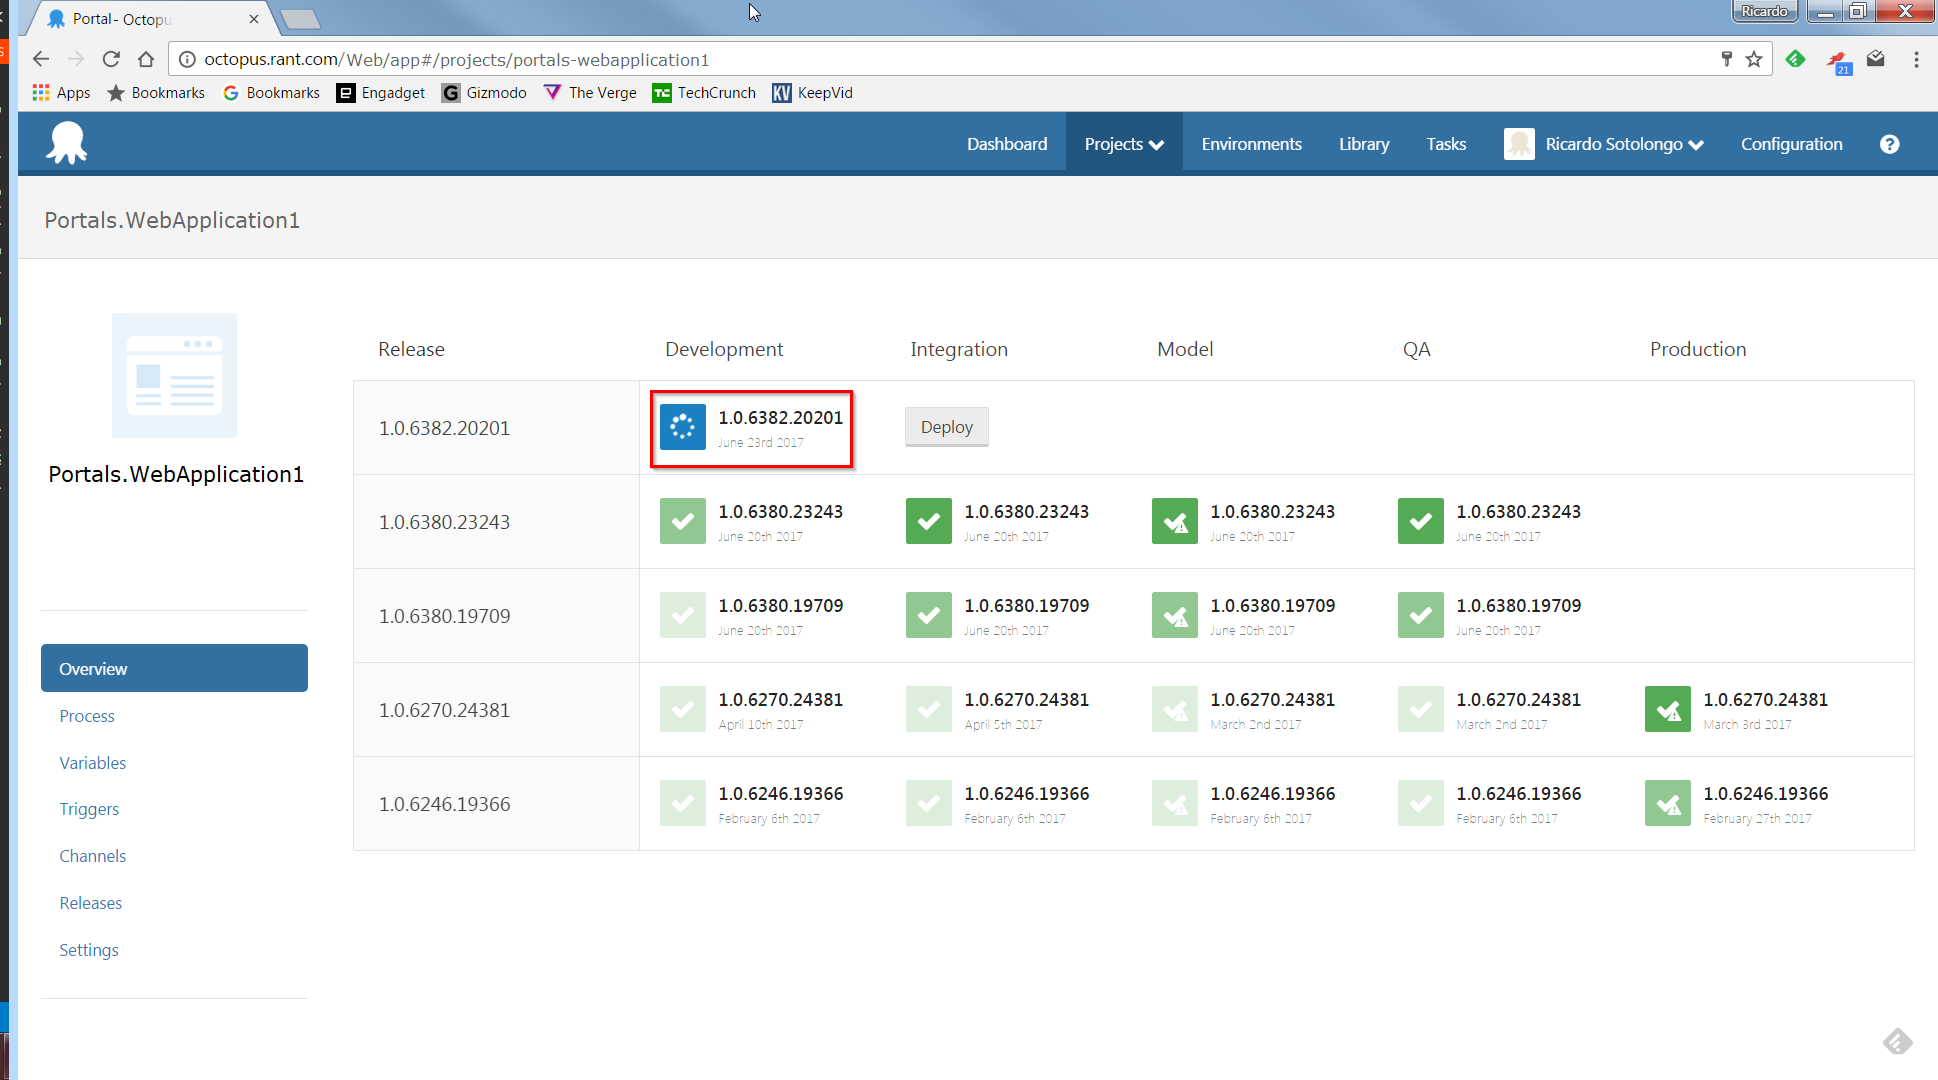 Portal - Octopu
Ricardo
octopus.rant.com/Web/app#/projects/portals-webapplication1
21
Apps Bookmarks Bookmarks Engadget Gizmodo The Verge TechCrunch KeepVid
Dashboard Projects Environments Library Tasks Ricardo Sotolongo Configuration ?
Portals.WebApplication1
Portals.WebApplication1
Overview
Process
Variables
Triggers
Channels
Releases
Settings
Release Development Integration Model QA Production
1.0.6382.20201 1.0.6382.20201 Deploy
June 23rd 2017
1.0.6380.23243 1.0.6380.23243 1.0.6380.23243 1.0.6380.23243 1.0.6380.23243
June 20th 2017 June 20th 2017 June 20th 2017 June 20th 2017
1.0.6380.19709 1.0.6380.19709 1.0.6380.19709 1.0.6380.19709 1.0.6380.19709
June 20th 2017 June 20th 2017 June 20th 2017 June 20th 2017
1.0.6270.24381 1.0.6270.24381 1.0.6270.24381 1.0.6270.24381 1.0.6270.24381 1.0.6270.24381
April 10th 2017 April 5th 2017 March 2nd 2017 March 2nd 2017 March 3rd 2017
1.0.6246.19366 1.0.6246.19366 1.0.6246.19366 1.0.6246.19366 1.0.6246.19366 1.0.6246.19366
February 6th 2017 February 6th 2017 February 6th 2017 February 6th 2017 February 27th 2017